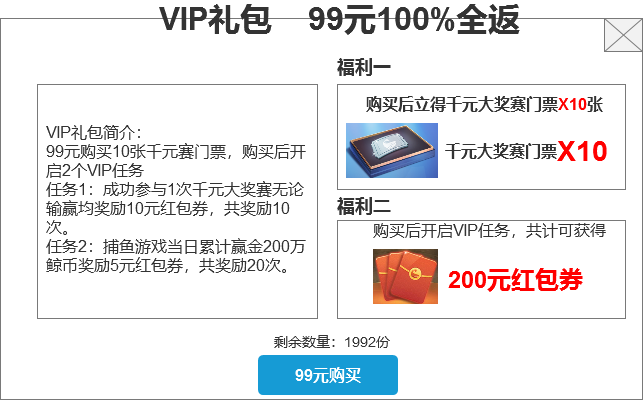 VIP礼包 99元100%全返
福利一
VIP礼包简介：
99元购买10张千元赛门票，购买后开
启2个VIP任务
任务1：成功参与1次千元大奖赛无论
输赢均奖励10元红包券，共奖励10
次。
任务2：捕鱼游戏当日累计赢金200万
鲸币奖励5元红包券，共奖励20次。
购买后立得千元大奖赛门票X10张
千元大奖赛门票X10
福利二
购买后开启VIP任务，共计可获得
200元红包券
剩余数量：1992份
99元购买